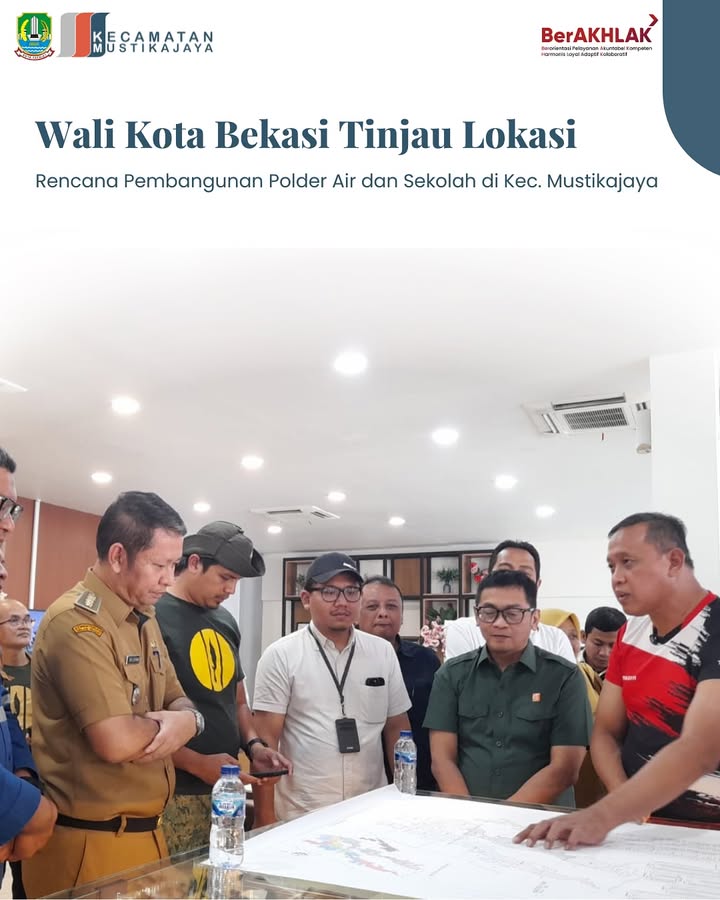 KECAMATAN
MUSTIKAJAYA
BerAKHLAK
Berorientasi Pelayanan Akuntabel Kompeten
Harmonis Loyal Adaptif Kolaboratif
Wali Kota Bekasi Tinjau Lokasi
Rencana Pembangunan Polder Air dan Sekolah di Kec. Mustikajaya